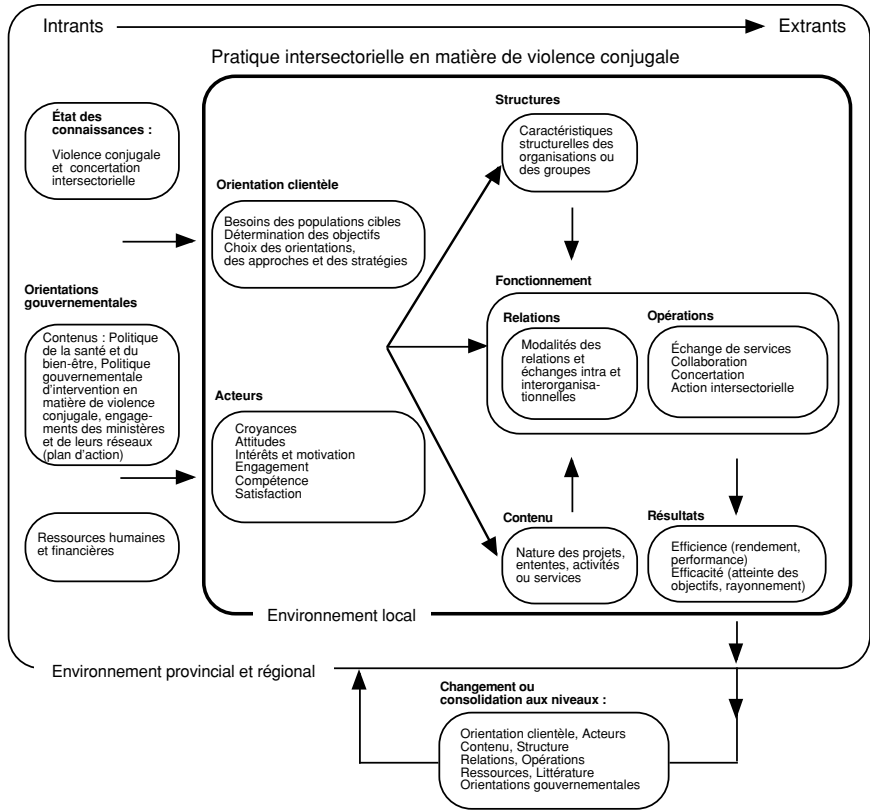 Intrants
Extrants
Pratique intersectorielle en matière de violence conjugale
État des
connaissances :
Violence conjugale
et concertation
intersectorielle
Orientations
gouvernementales
Contenus : Politique
de la santé et du
bien-être, Politique
gouvernementale
d'intervention en
matière de violence
conjugale, engage-
ments des ministères
et de leurs réseaux
(plan d'action)
Ressources humaines
et financières
Orientation clientèle
Besoins des populations cibles
Détermination des objectifs
Choix des orientations,
des approches et des stratégies
Acteurs
Croyances
Attitudes
Intérêts et motivation
Engagement
Compétence
Satisfaction
Structures
Caractéristiques
structurelles des
organisations ou
des groupes
Fonctionnement
Relations
Modalités des
relations et
échanges intra et
interorganisa-
tionnelles
Opérations
Échange de services
Collaboration
Concertation
Action intersectorielle
Contenu
Nature des projets,
ententes, activités
ou services
Résultats
Efficience (rendement,
performance)
Efficacité (atteinte des
objectifs, rayonnement)
Environnement local
Environnement provincial et régional
Changement ou
consolidation aux niveaux :
Orientation clientèle, Acteurs
Contenu, Structure
Relations, Opérations
Ressources, Littérature
Orientations gouvernementales